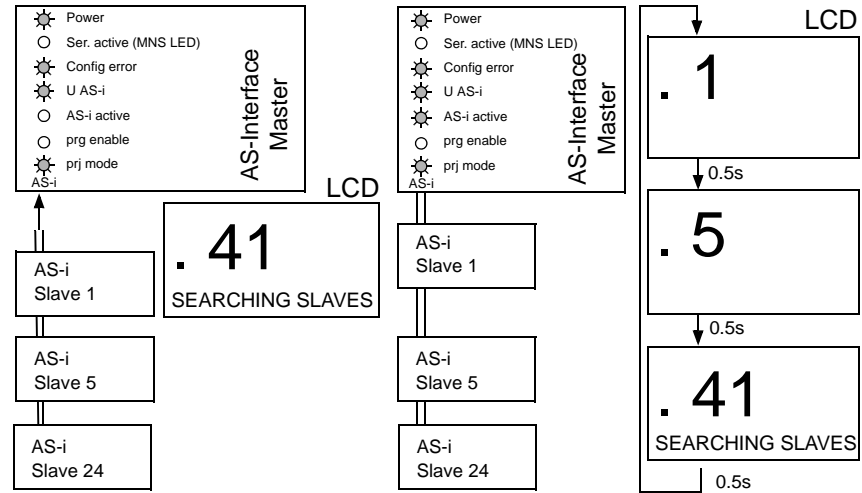 Power
Ser. active (MNS LED)
Config error
U AS-i
AS-i active
prg enable
prj mode
AS-i
AS-Interface
Master
LCD
. 41
SEARCHING SLAVES
AS-i
Slave 1
AS-i
Slave 5
AS-i
Slave 24
Power
Ser. active (MNS LED)
Config error
U AS-i
AS-i active
prg enable
prj mode
AS-i
AS-Interface
Master
AS-i
Slave 1
AS-i
Slave 5
AS-i
Slave 24
LCD
. 1
0.5s
. 5
0.5s
. 41
SEARCHING SLAVES
0.5s